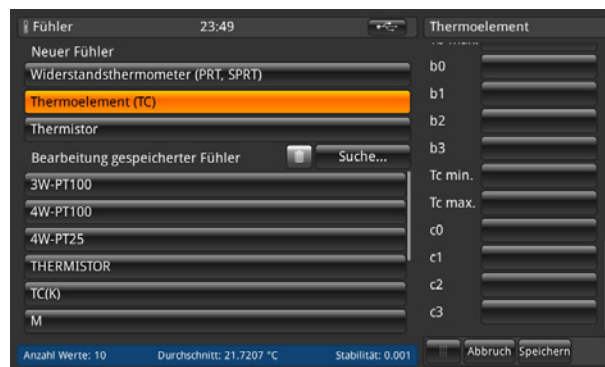 Fühler 23:49
Neuer Fühler
Widerstandsthermometer (PRT, SPRT)
Thermoelement (TC)
Thermistor
Bearbeitung gespeicherter Fühler Suche...
3W-PT100
4W-PT100
4W-PT25
THERMISTOR
TC(K)
M
Anzahl Werte: 10 Durchschnitt: 21.7207 °C Stabilität: 0.001
Thermoelement
b0
b1
b2
b3
Tc min.
Tc max.
c0
c1
c2
c3
Abbruch Speichern